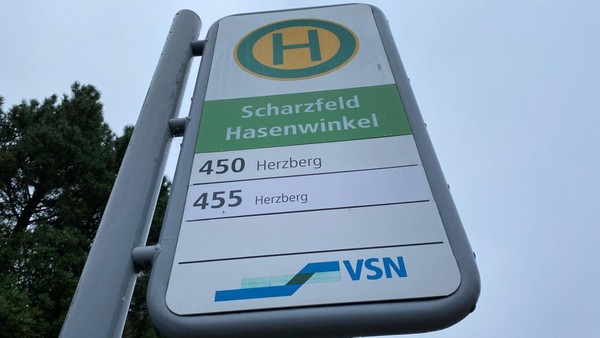 H
Scharzfeld
Hasenwinkel
450 Herzberg
455 Herzberg
VSN